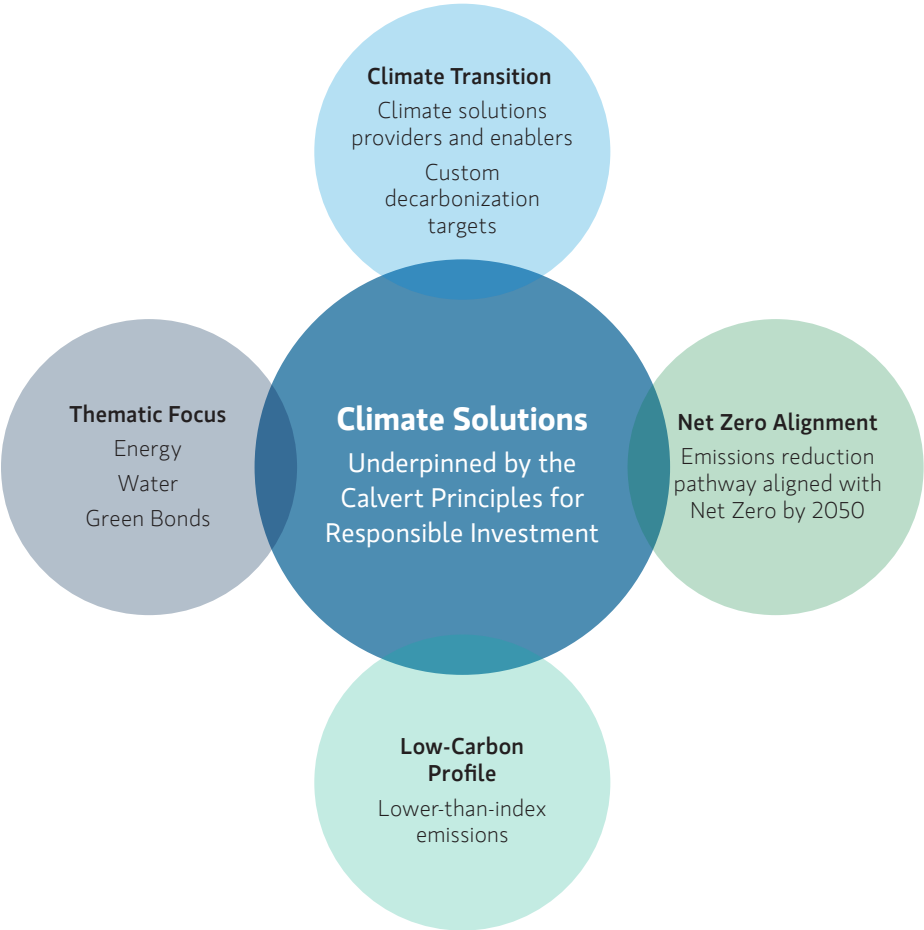 Climate Transition
Climate solutions
providers and enablers
Custom
decarbonization
targets
Thematic Focus
Energy
Water
Green Bonds
Climate Solutions
Underpinned by the
Calvert Principles for
Responsible Investment
Net Zero Alignment
Emissions reduction
pathway aligned with
Net Zero by 2050
Low-Carbon
Profile
Lower-than-index
emissions